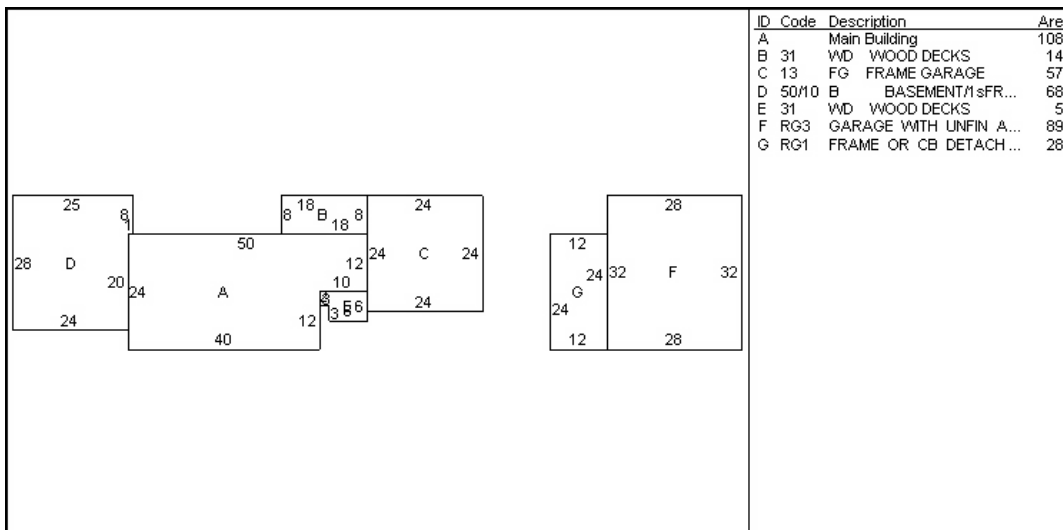 ID Code Description Are
A Main Building 108
B 31 WD WOOD DECKS 14
C 13 FG FRAME GARAGE 57
D 50/10 B BASEMENT/1sFR...  68
E 31 WD WOOD DECKS 5
F RG3 GARAGE WITH UNFIN A... 89
G RG1 FRAME OR CB DETACH... 28
25 18 24 28
8 8 B 8
1 18
50 12
28 D 24 C 24 24 32 F 32
12
20 24 A 10 G
6 24
3 24
24 12
40 12 28